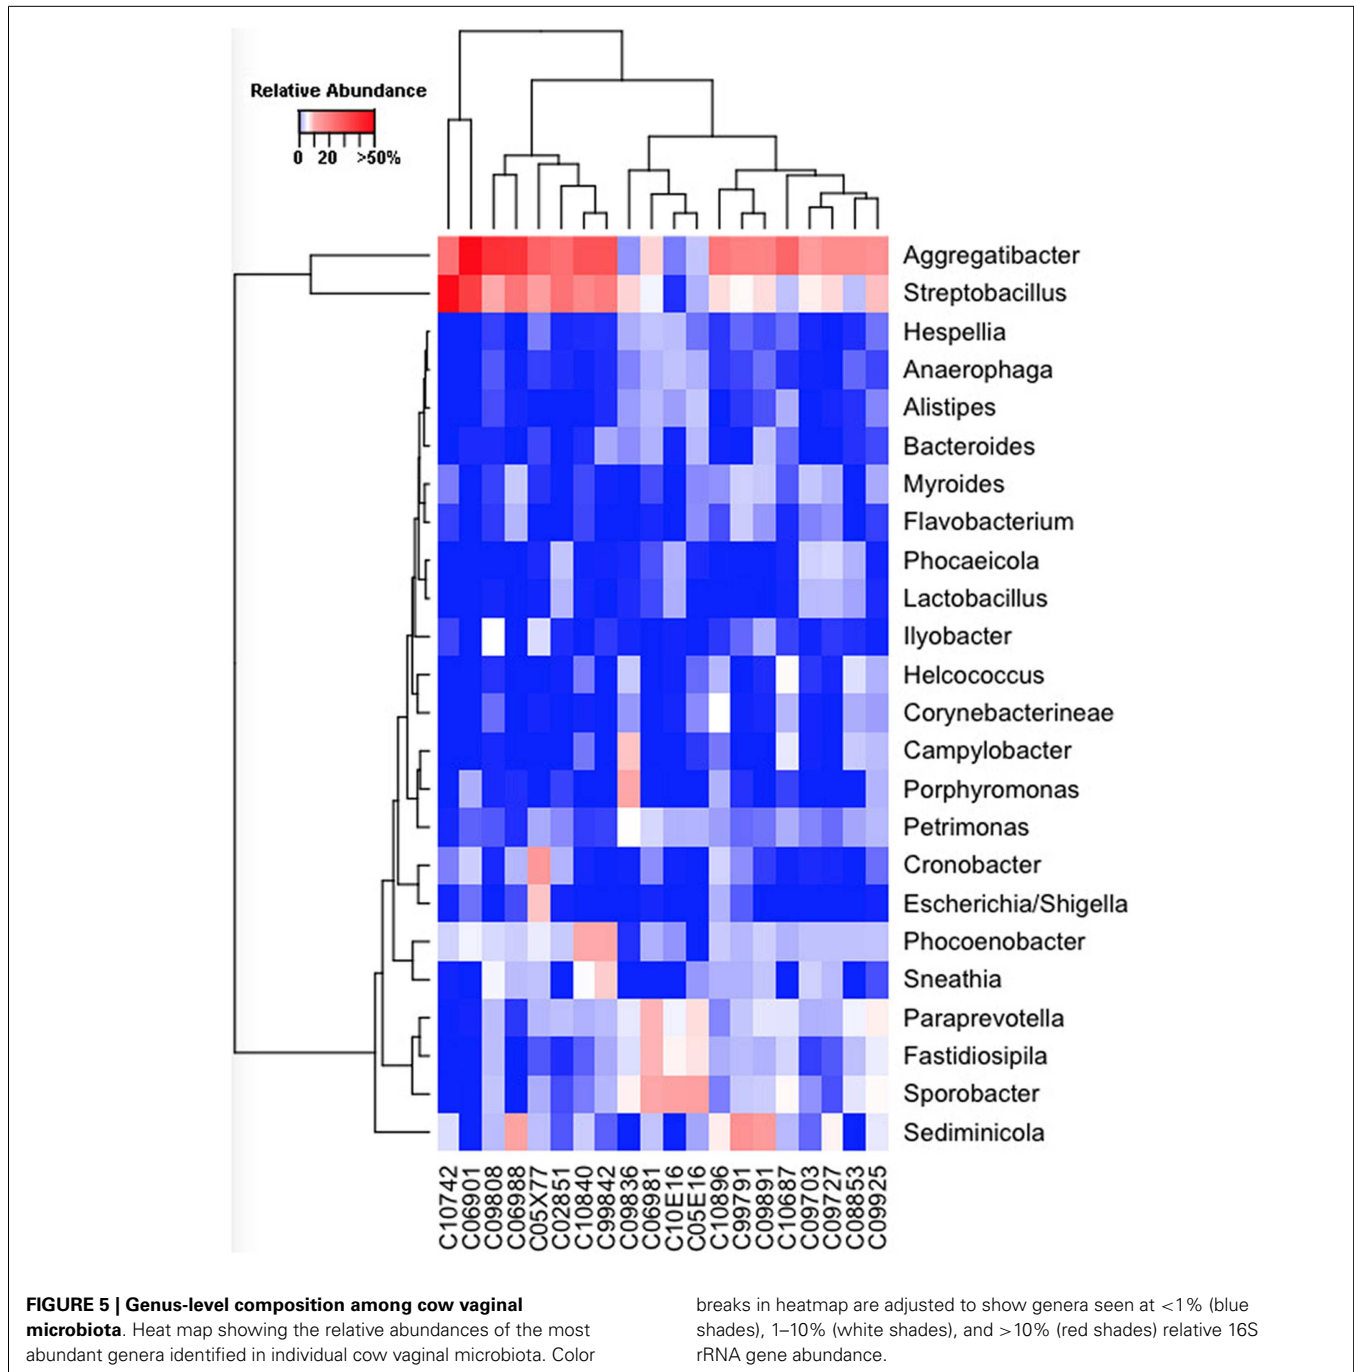 Relative Abundance
0 20 >50%
Aggregatibacter
Streptobacillus
Hespellia
Anaerophaga
Alistipes
Bacteroides
Myroides
Flavobacterium
Phocaeicola
Lactobacillus
Ilyobacter
Helcococcus
Corynebacterineae
Campylobacter
Porphyromonas
Petrimonas
Cronobacter
Escherichia/Shigella
Phocoenobacter
Sneathia
Paraprevotella
Fastidiosipila
Sporobacter
Sediminicola
C10742
C06901
C09808
C06988
C05X77
C02851
C10840
C99842
C09836
C06981
C10E16
C05E16
C10896
C99791
C09891
C10687
C09703
C09727
C08853
C09925
FIGURE 5 | Genus-level composition among cow vaginal
microbiota. Heat map showing the relative abundances of the most
abundant genera identified in individual cow vaginal microbiota. Color
breaks in heatmap are adjusted to show genera seen at <1% (blue
shades), 1–10% (white shades), and >10% (red shades) relative 16S
rRNA gene abundance.